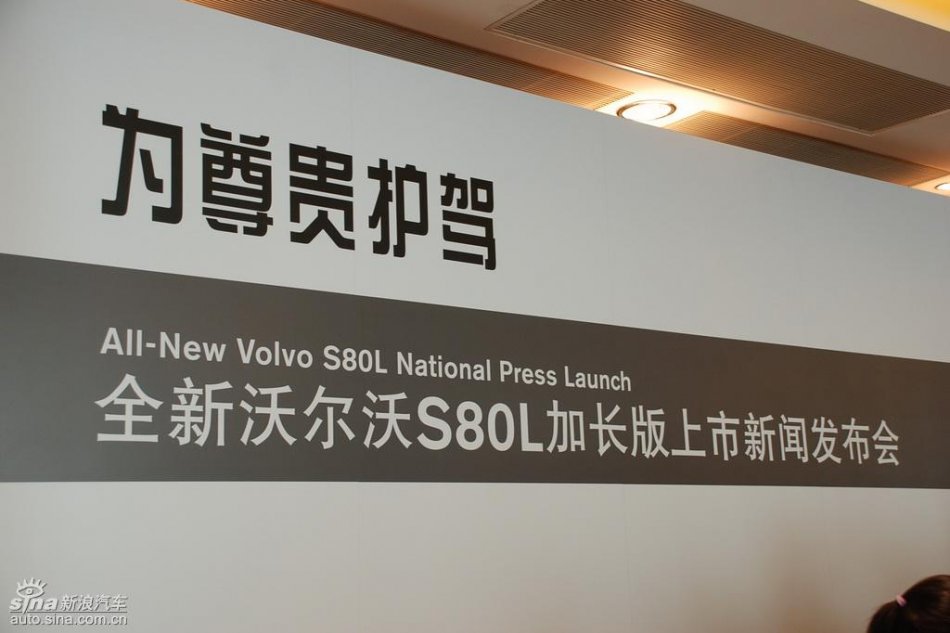 为尊贵护驾
All-New Volvo S80L National Press Launch
全新沃尔沃S80L加长版上市新闻发布会
sina新浪汽车
auto.sina.com.cn